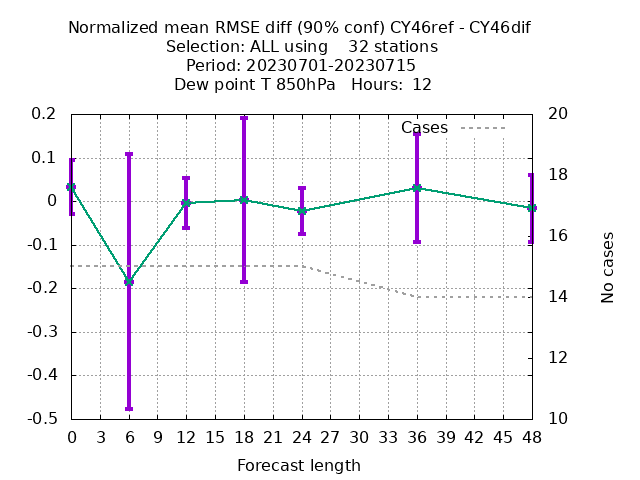 Normalized mean RMSE diff (90% conf) CY46ref - CY46dif
Selection: ALL using    32 stations
Period: 20230701-20230715
Dew point T 850hPa   Hours: 12
Cases
0.2
0.1
0
-0.1
-0.2
-0.3
-0.4
-0.5
20
18
16
14
12
10
No cases
0 3 6 9 12 15 18 21 24 27 30 33 36 39 42 45 48
Forecast length